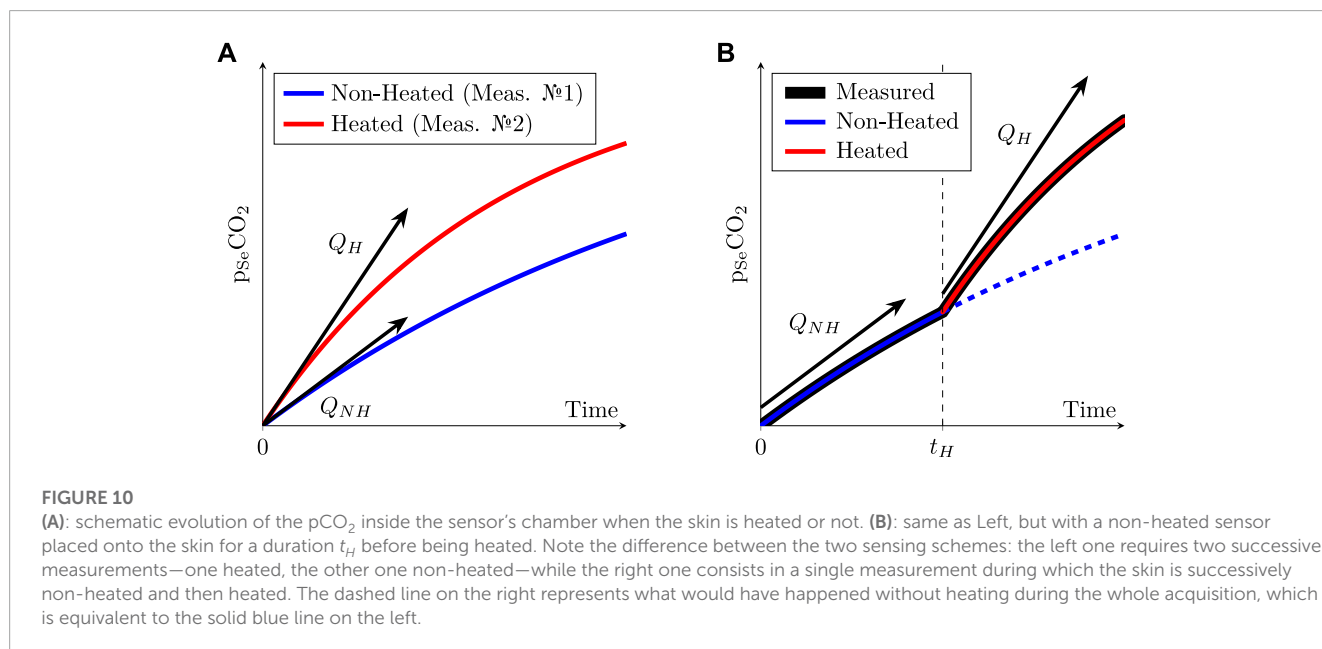 A
Non-Heated (Meas. №1)
Heated (Meas. №2)
pSeCO2
QH
QNH
Time
0
B
Measured
Non-Heated
Heated
pSeCO2
QH
QNH
Time
0
tH
FIGURE 10
(A): schematic evolution of the pCO2 inside the sensor's chamber when the skin is heated or not. (B): same as Left, but with a non-heated sensor
placed onto the skin for a duration tH before being heated. Note the difference between the two sensing schemes: the left one requires two successive
measurements—one heated, the other one non-heated—while the right one consists in a single measurement during which the skin is successively
non-heated and then heated. The dashed line on the right represents what would have happened without heating during the whole acquisition, which
is equivalent to the solid blue line on the left.